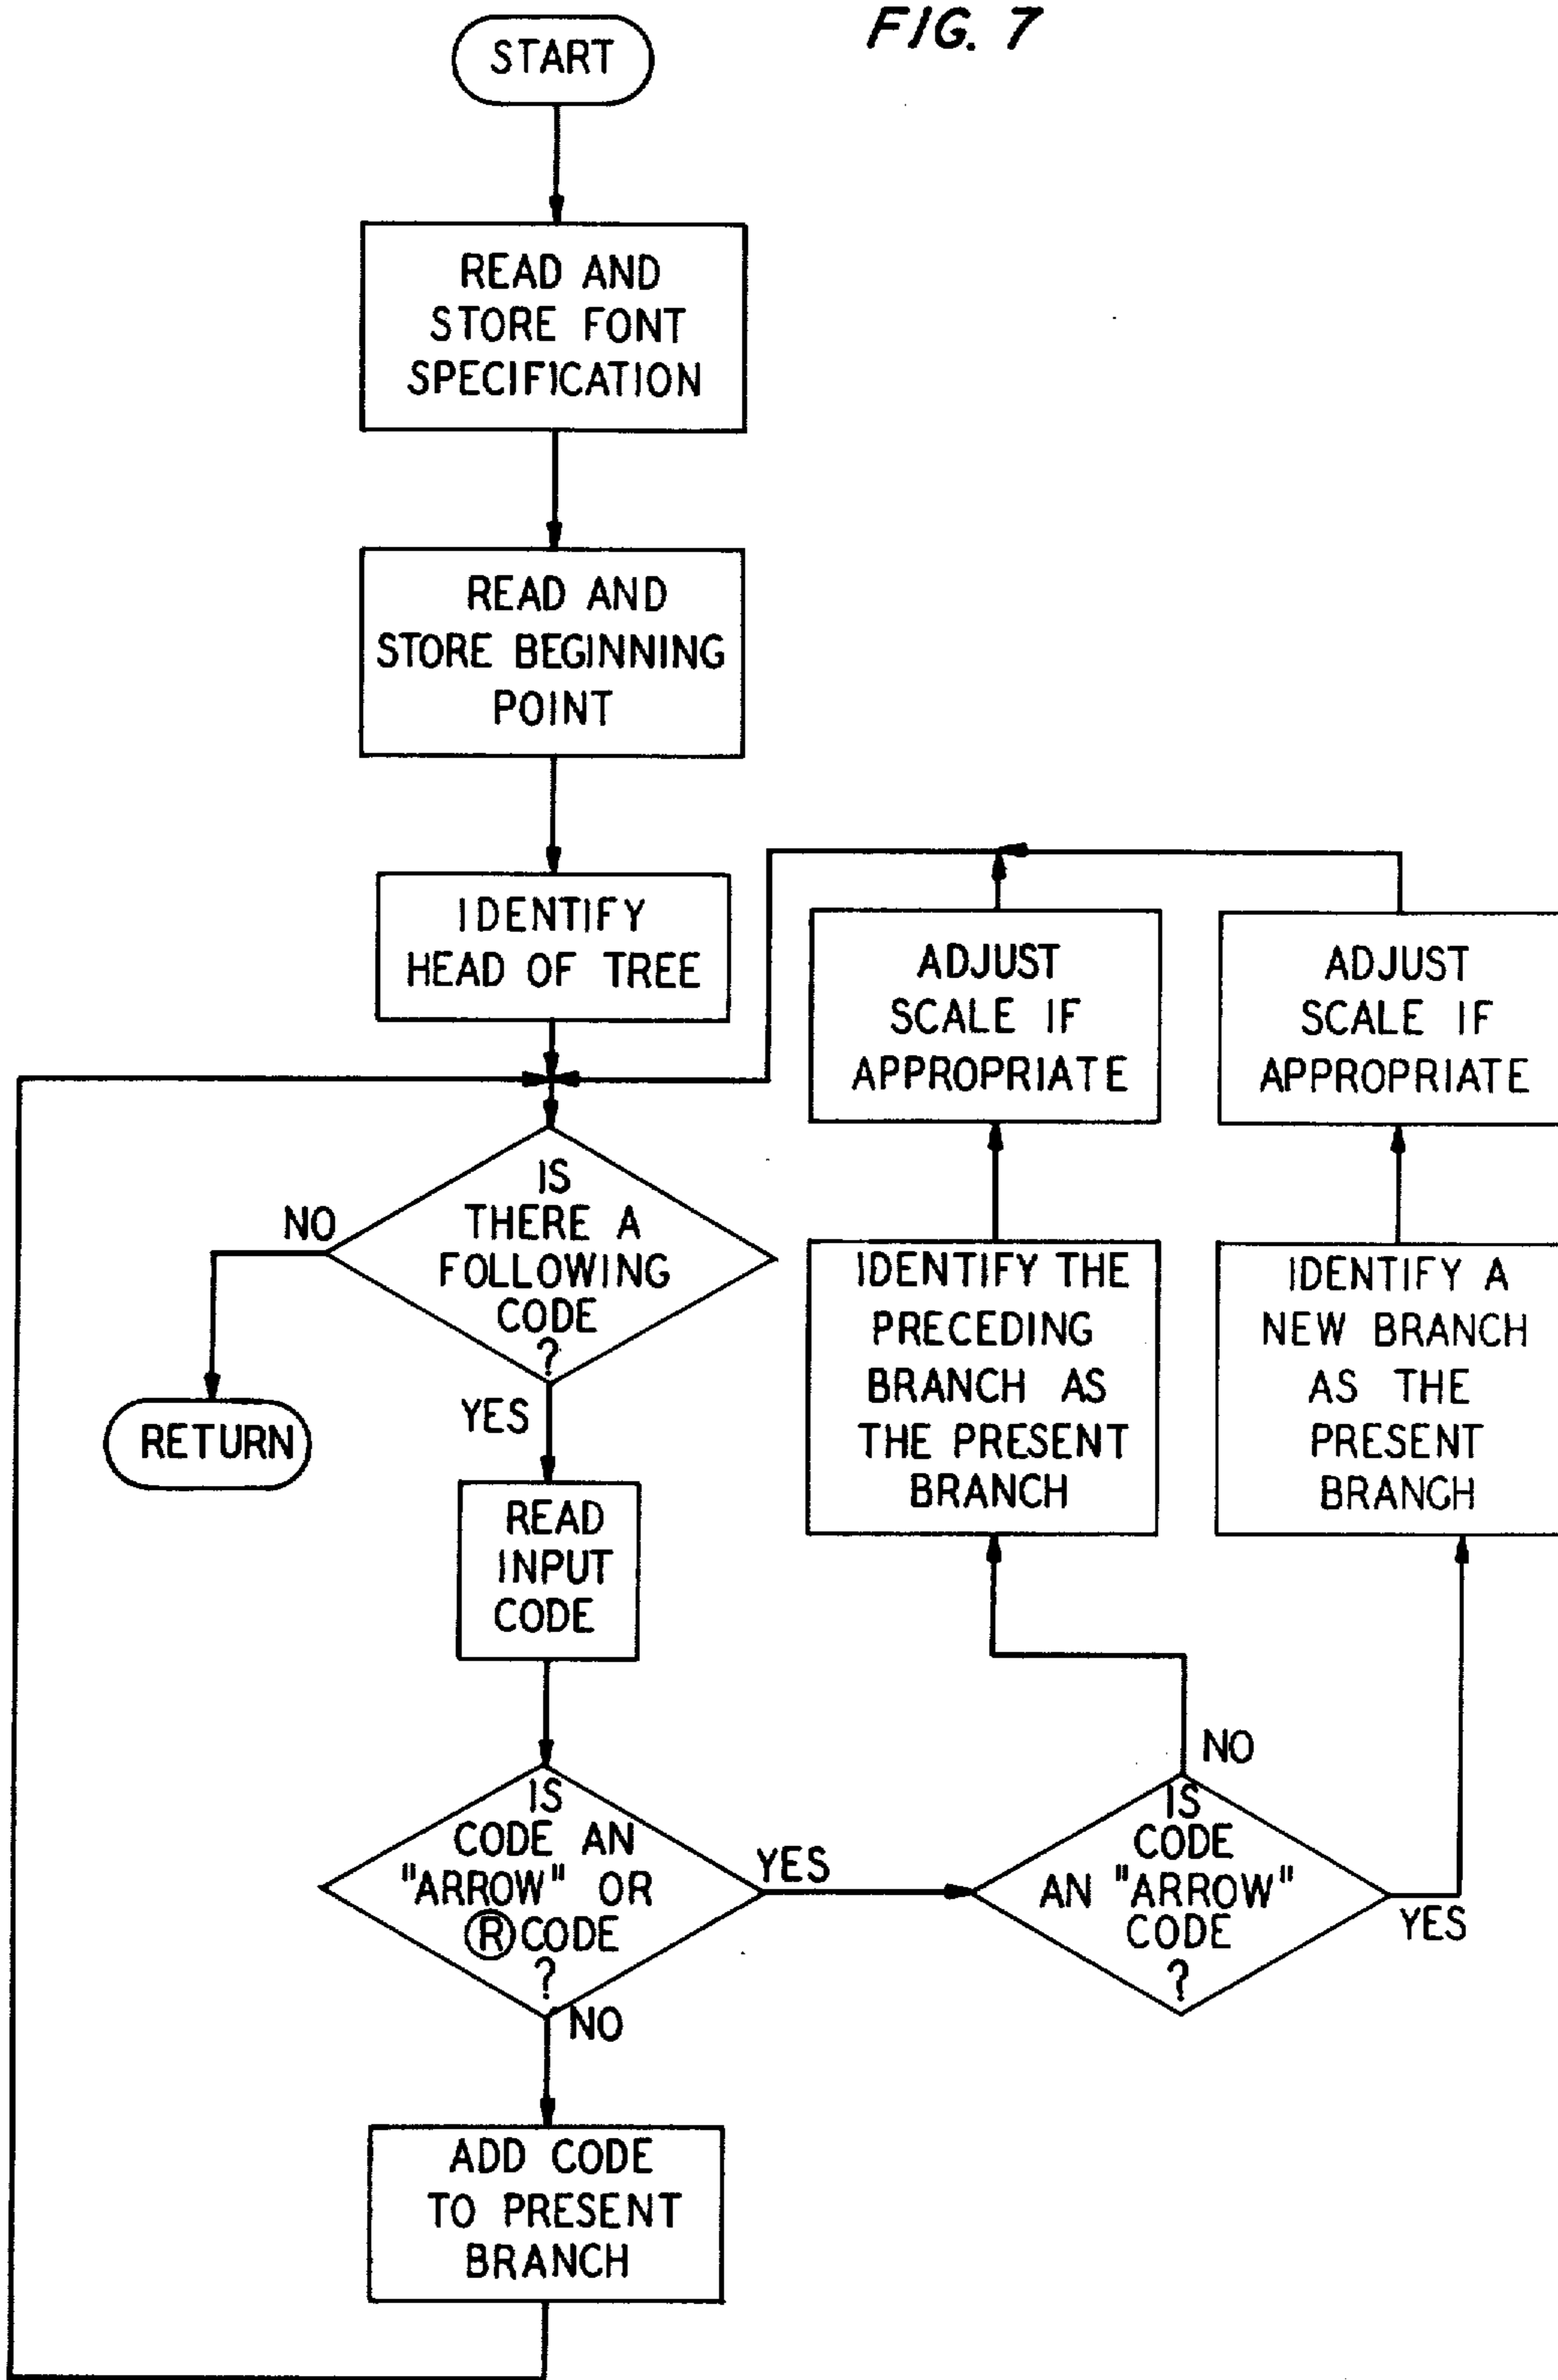 FIG. 7
START
READ AND
STORE FONT
SPECIFICATION
READ AND
STORE BEGINNING
POINT
IDENTIFY
HEAD OF TREE
IS
THERE A
FOLLOWING
CODE
?
NO
RETURN
YES
READ
INPUT
CODE
IS
CODE AN
"ARROW" OR
Ⓡ CODE
?
YES
NO
ADD CODE
TO PRESENT
BRANCH
IS
CODE
AN "ARROW"
CODE
?
NO
YES
IDENTIFY THE
PRECEDING
BRANCH AS
THE PRESENT
BRANCH
ADJUST
SCALE IF
APPROPRIATE
IDENTIFY A
NEW BRANCH
AS THE
PRESENT
BRANCH
ADJUST
SCALE IF
APPROPRIATE